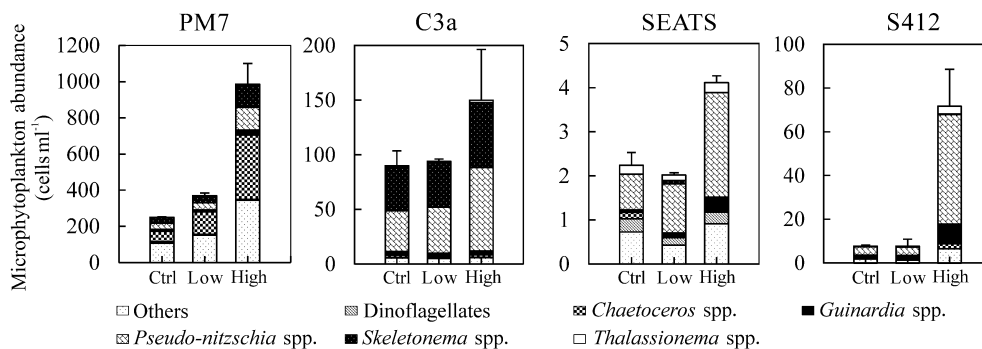 PM7 C3a SEATS S412
Microphytoplankton abundance
(cells ml⁻¹)
1200
1000
800
600
400
200
0
Ctrl Low High
200
150
100
50
0
Ctrl Low High
5
4
3
2
1
0
Ctrl Low High
100
80
60
40
20
0
Ctrl Low High
Others Dinoflagellates Chaetoceros spp. Guinardia spp.
Pseudo-nitzschia spp. Skeletonema spp. Thalassionema spp.